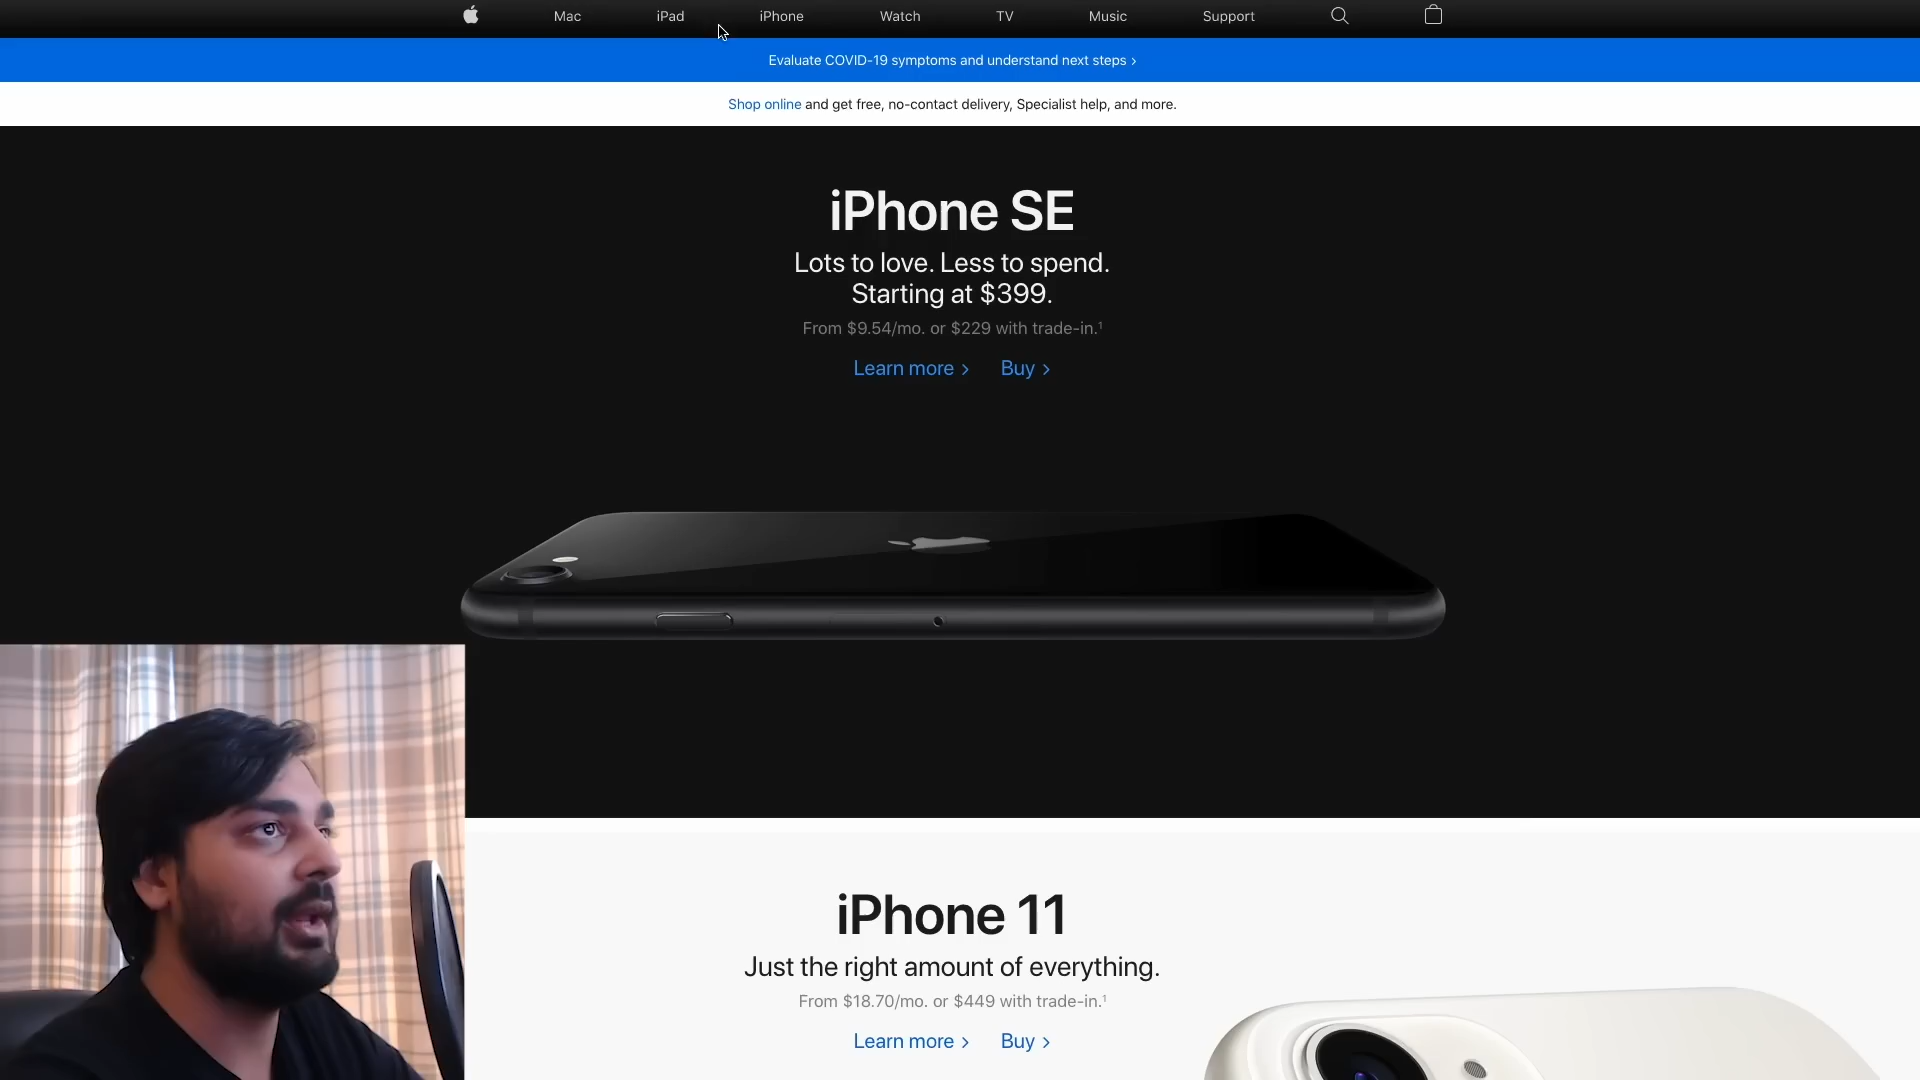 Mac iPad iPhone Watch TV Music Support
Evaluate COVID-19 symptoms and understand next steps ›
Shop online and get free, no-contact delivery, Specialist help, and more.
iPhone SE
Lots to love. Less to spend.
Starting at $399.
From $9.54/mo. or $229 with trade-in.¹
Learn more › Buy ›
iPhone 11
Just the right amount of everything.
From $18.70/mo. or $449 with trade-in.¹
Learn more › Buy ›